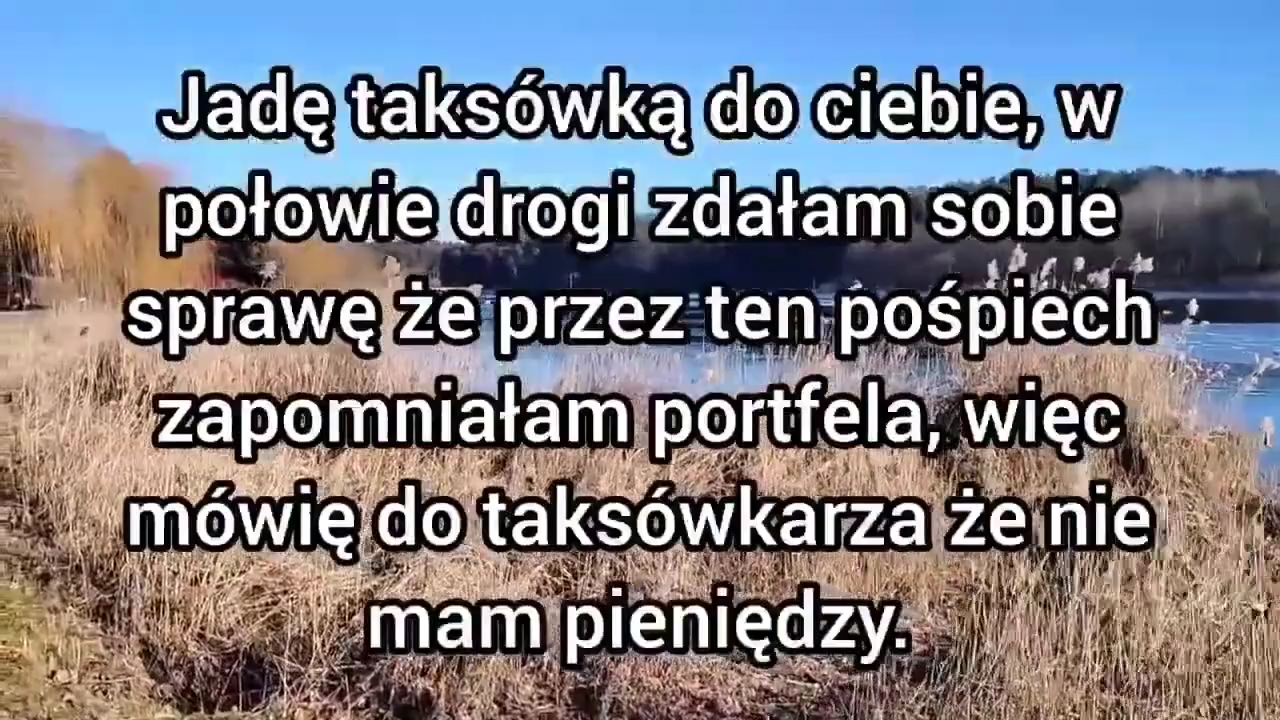 Jadę taksówką do ciebie, w
połowie drogi zdałam sobie
sprawę że przez ten pośpiech
zapomniałam portfela, więc
mówię do taksówkarza że nie
mam pieniędzy.